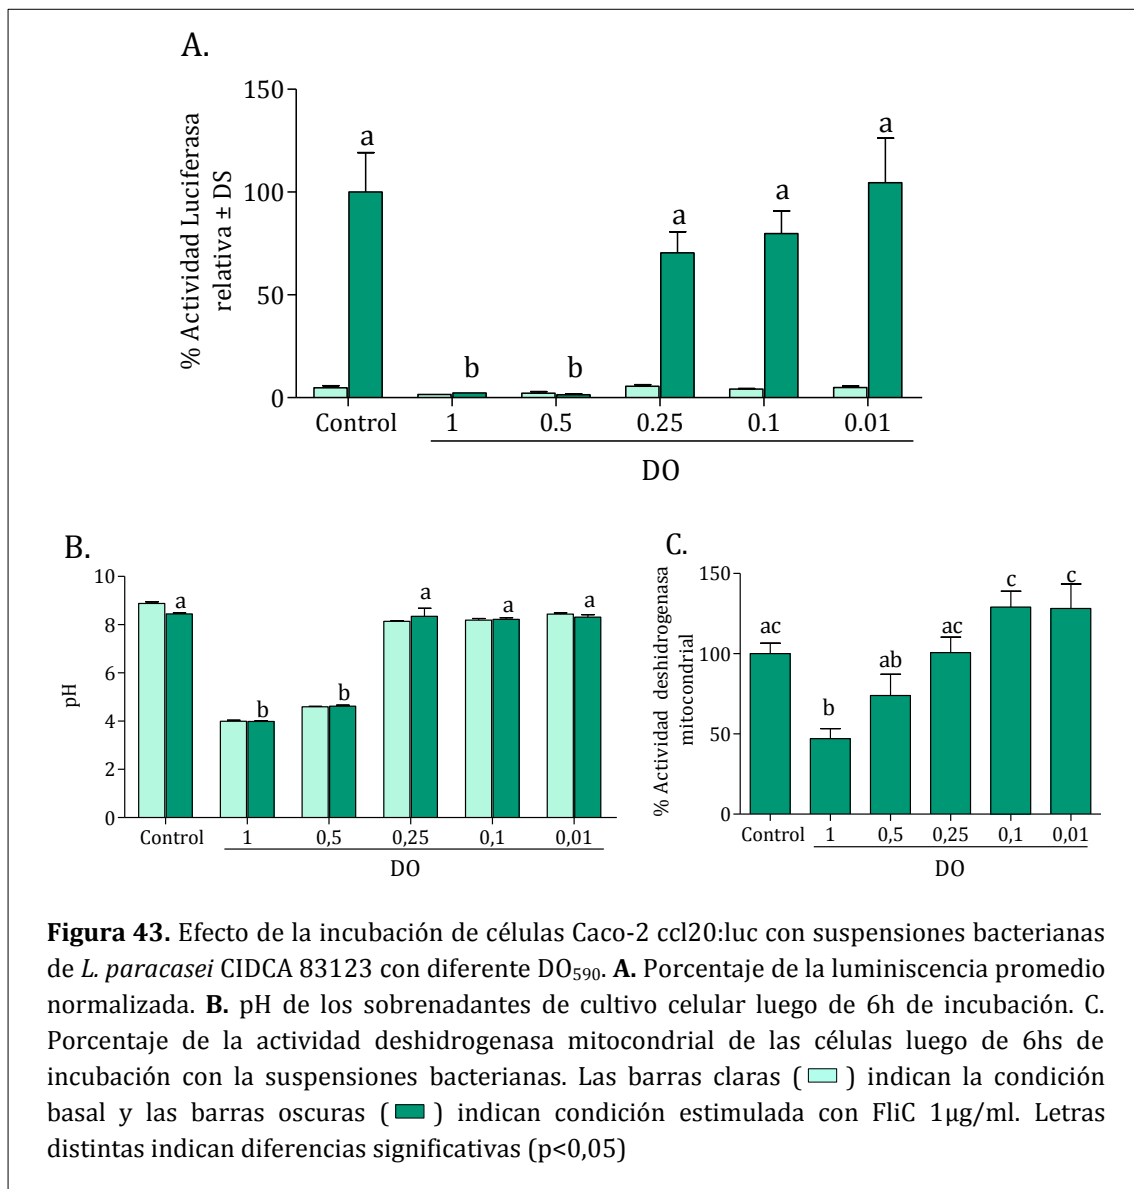 A.
% Actividad Luciferasa
relativa ± DS
150
100
50
0
a
b
b
a
a
a
Control
1
0.5
0.25
0.1
0.01
DO
B.
pH
10
8
6
4
2
0
a
b
b
a
a
a
Control
1
0,5
0,25
0,1
0,01
DO
C.
% Actividad deshidrogenasa
mitocondrial
150
100
50
0
ac
b
ab
ac
c
c
Control
1
0,5
0,25
0,1
0,01
DO
Figura 43. Efecto de la incubación de células Caco-2 ccl20:luc con suspensiones bacterianas
de L. paracasei CIDCA 83123 con diferente DO590. A. Porcentaje de la luminiscencia promedio
normalizada. B. pH de los sobrenadantes de cultivo celular luego de 6h de incubación. C.
Porcentaje de la actividad deshidrogenasa mitocondrial de las células luego de 6hs de
incubación con la suspensiones bacterianas. Las barras claras ( ) indican la condición
basal y las barras oscuras ( ) indican condición estimulada con FliC 1µg/ml. Letras
distintas indican diferencias significativas (p<0,05)